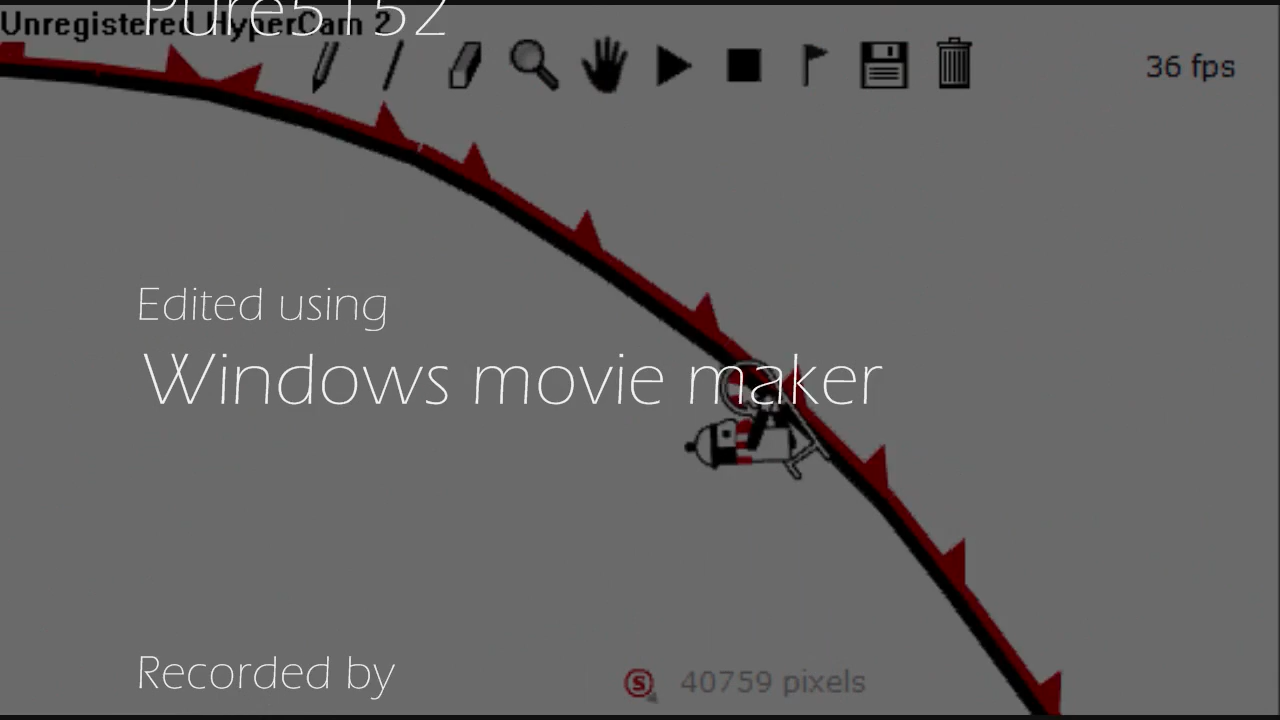 Unregistered HyperCam 2
Pure5152
36 fps
Edited using
Windows movie maker
Recorded by
40759 pixels